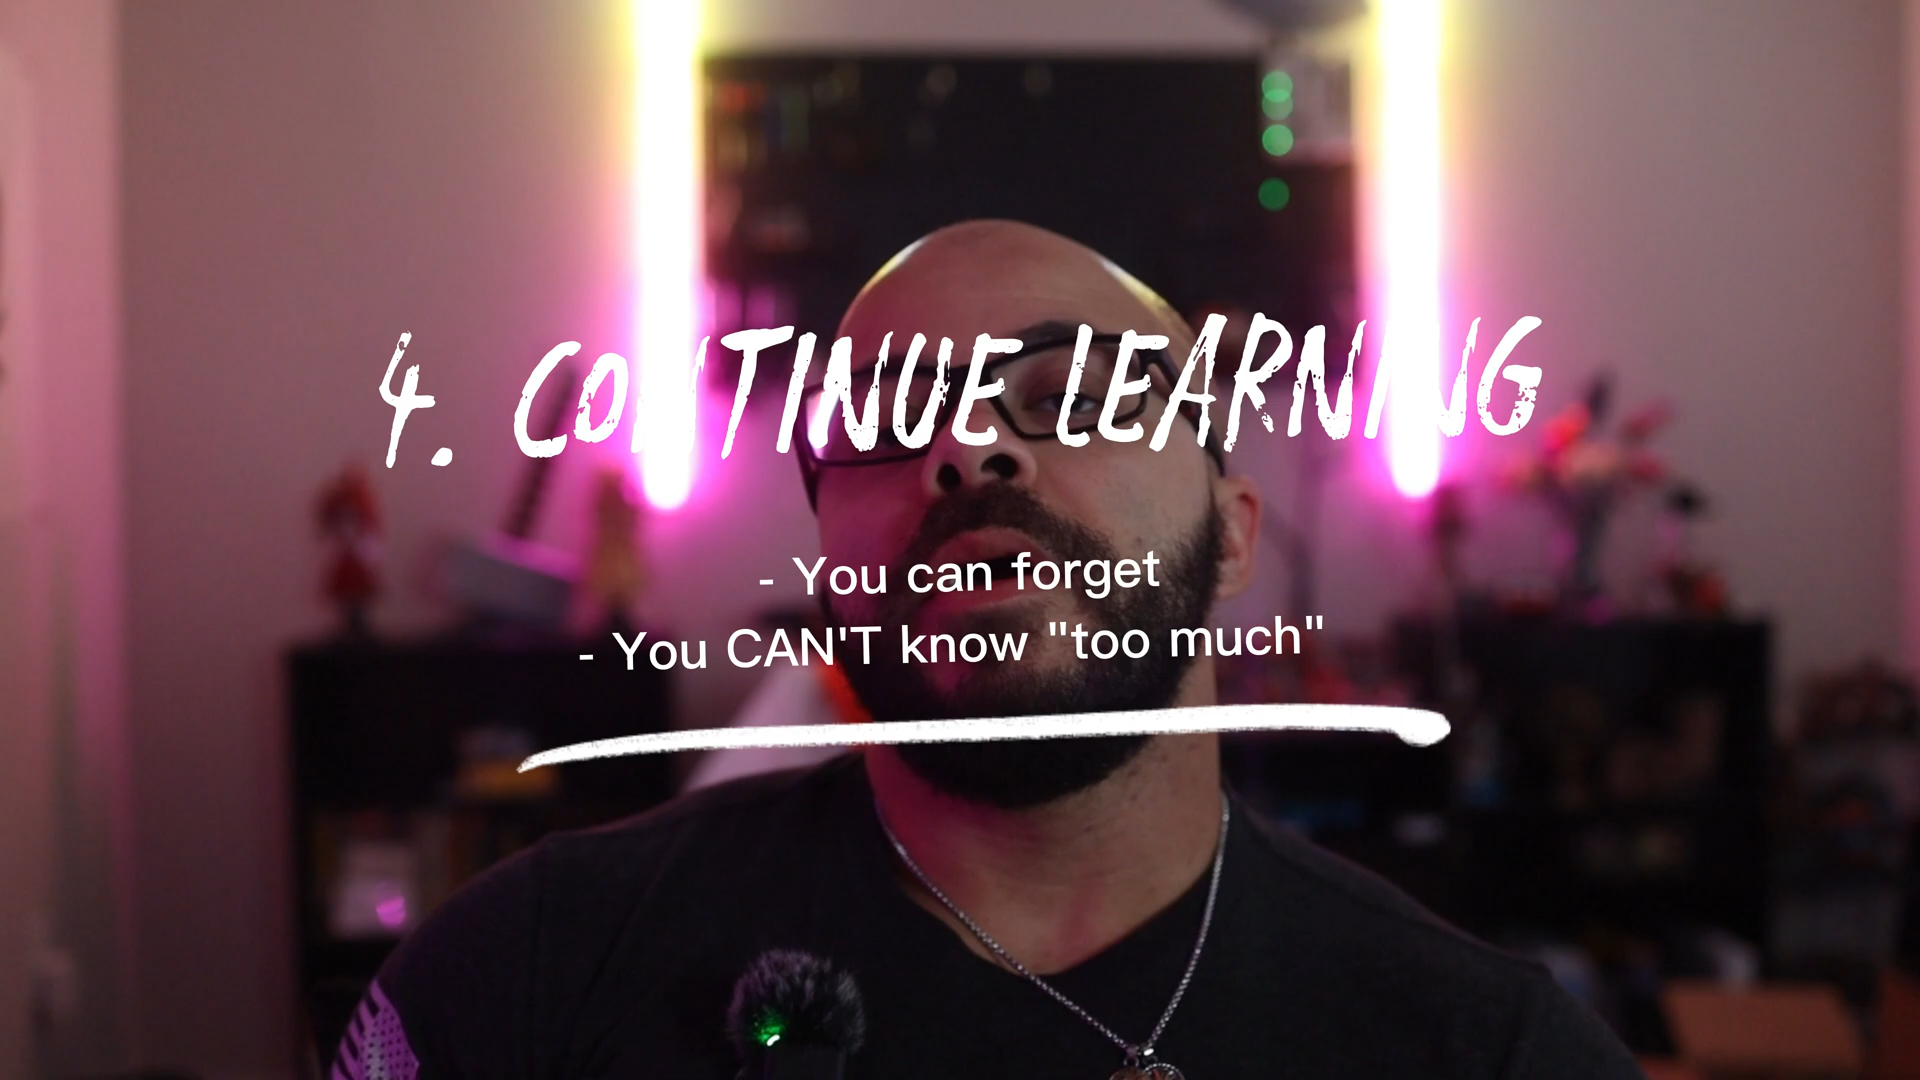 4. CONTINUE LEARNING
- You can forget
- You CAN'T know "too much"